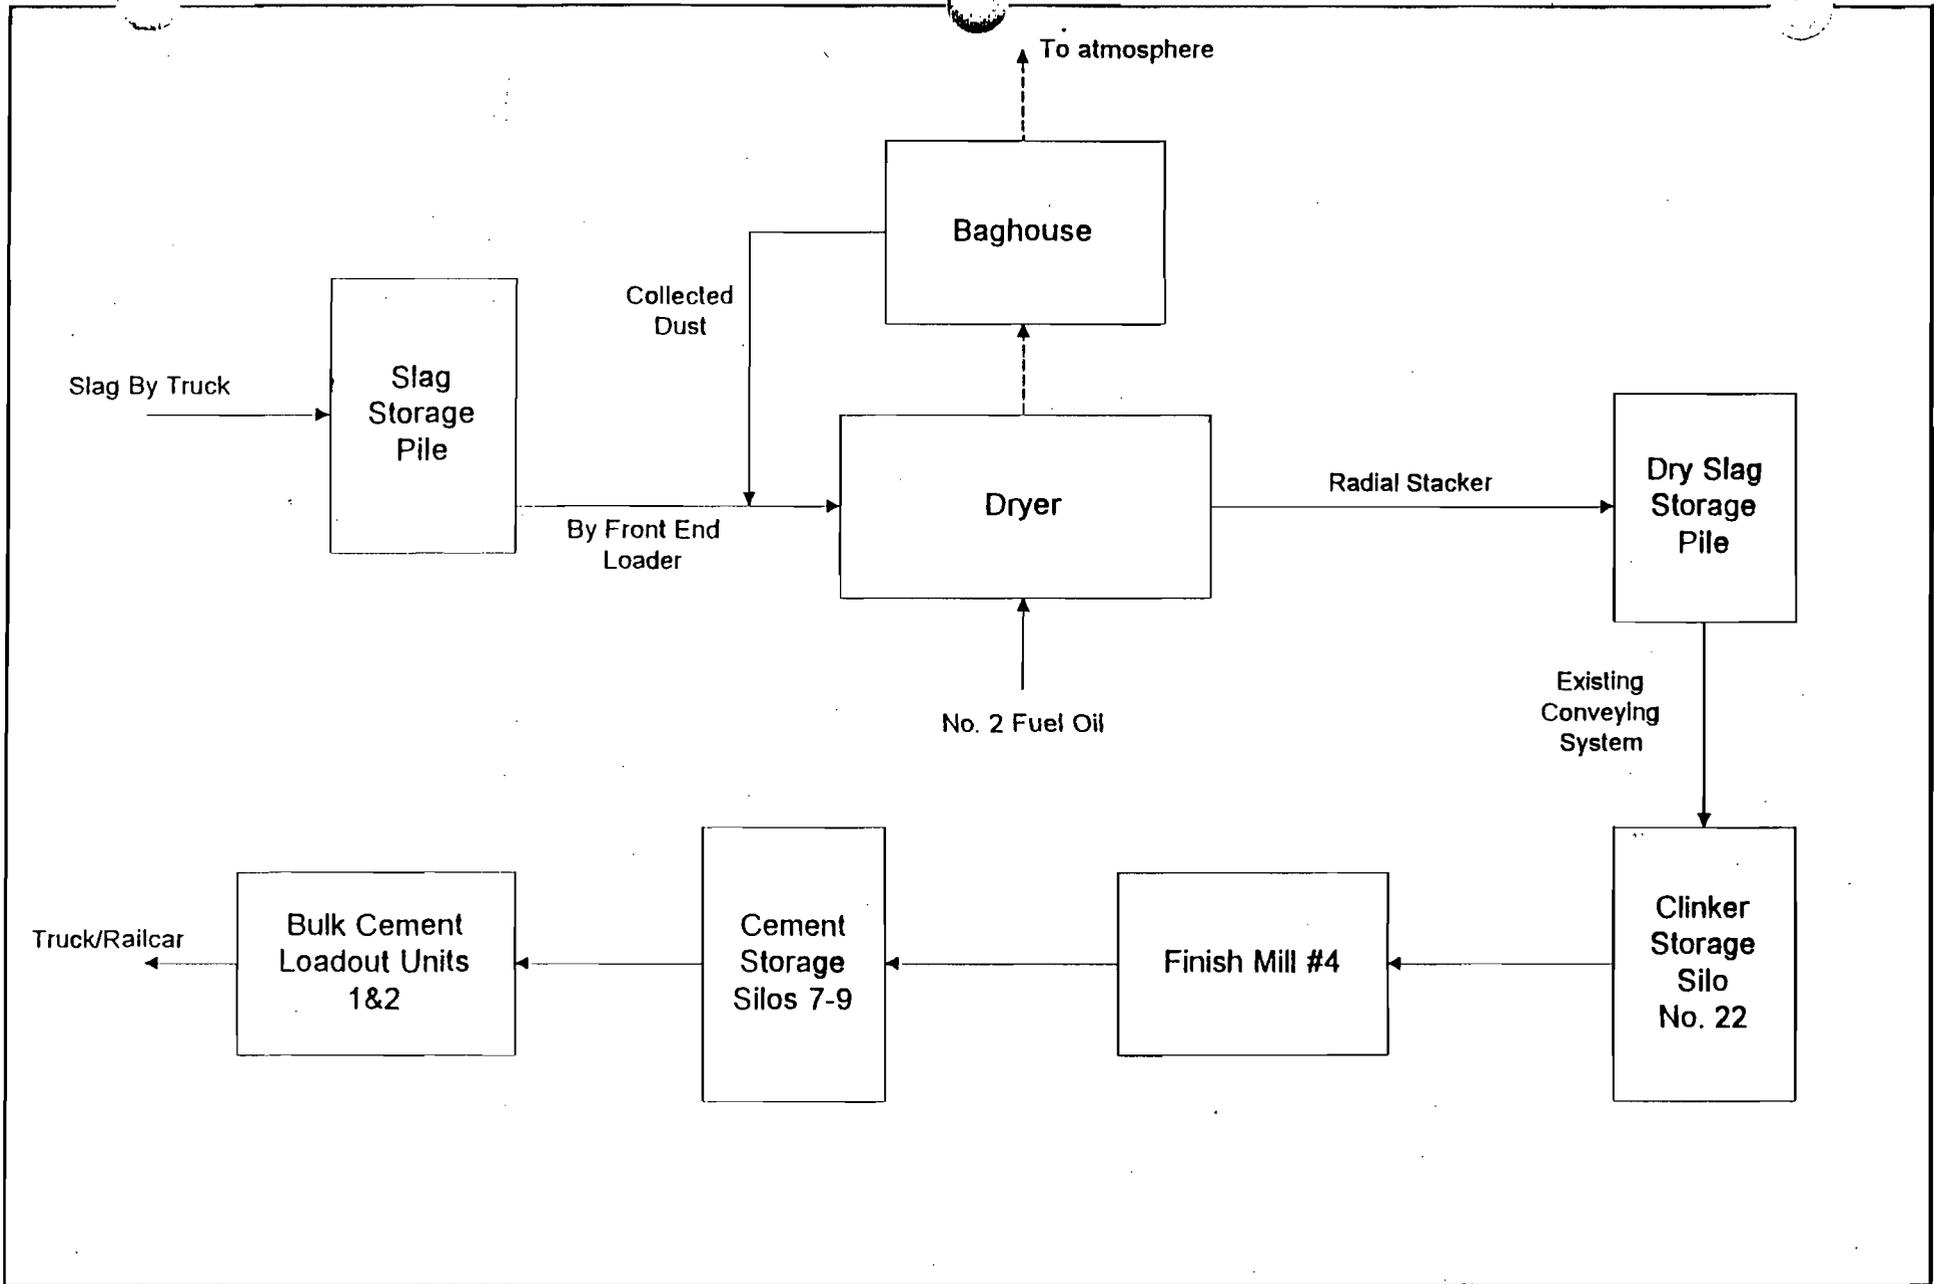 To atmosphere
Baghouse
Collected
Dust
Slag By Truck
Slag
Storage
Pile
By Front End
Loader
Dryer
Radial Stacker
Dry Slag
Storage
Pile
No. 2 Fuel Oil
Existing
Conveying
System
Truck/Railcar
Bulk Cement
Loadout Units
1&2
Cement
Storage
Silos 7-9
Finish Mill #4
Clinker
Storage
Silo
No. 22